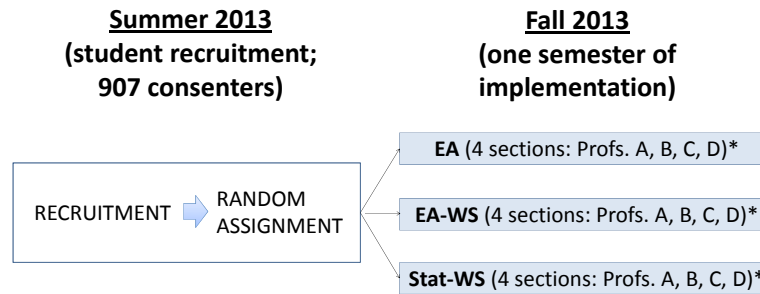 Summer 2013
(student recruitment;
907 consenters)
Fall 2013
(one semester of
implementation)
RECRUITMENT
RANDOM
ASSIGNMENT
EA (4 sections: Profs. A, B, C, D)*
EA-WS (4 sections: Profs. A, B, C, D)*
Stat-WS (4 sections: Profs. A, B, C, D)*